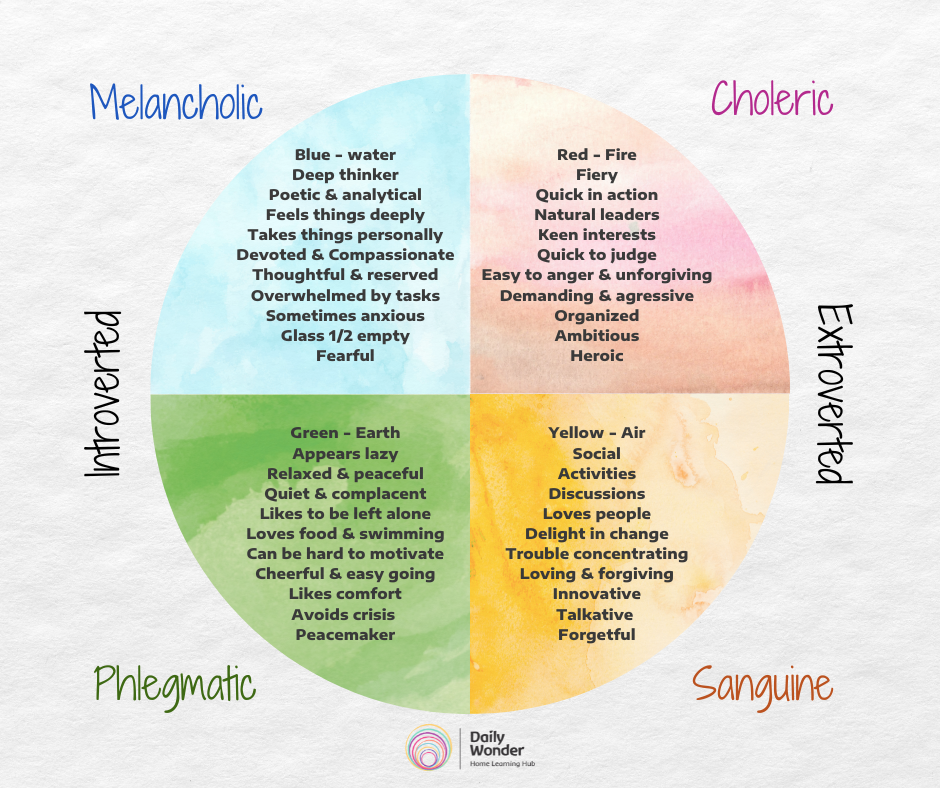 Melancholic
Choleric
Blue - water
Deep thinker
Poetic & analytical
Feels things deeply
Takes things personally
Devoted & Compassionate
Thoughtful & reserved
Overwhelmed by tasks
Sometimes anxious
Glass 1/2 empty
Fearful
Red - Fire
Fiery
Quick in action
Natural leaders
Keen interests
Quick to judge
Easy to anger & unforgiving
Demanding & agressive
Organized
Ambitious
Heroic
Introverted
Extroverted
Green - Earth
Appears lazy
Relaxed & peaceful
Quiet & complacent
Likes to be left alone
Loves food & swimming
Can be hard to motivate
Cheerful & easy going
Likes comfort
Avoids crisis
Peacemaker
Yellow - Air
Social
Activities
Discussions
Loves people
Delight in change
Trouble concentrating
Loving & forgiving
Innovative
Talkative
Forgetful
Phlegmatic
Sanguine
Daily
Wonder
Home Learning Hub